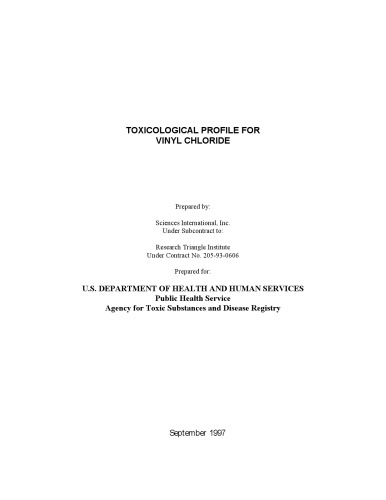 TOXICOLOGICAL PROFILE FOR
VINYL CHLORIDE
Prepared by:
Sciences International, Inc.
Under Subcontract to:
Research Triangle Institute
Under Contract No. 205-93-0606
Prepared for:
U.S. DEPARTMENT OF HEALTH AND HUMAN SERVICES
Public Health Service
Agency for Toxic Substances and Disease Registry
September 1997